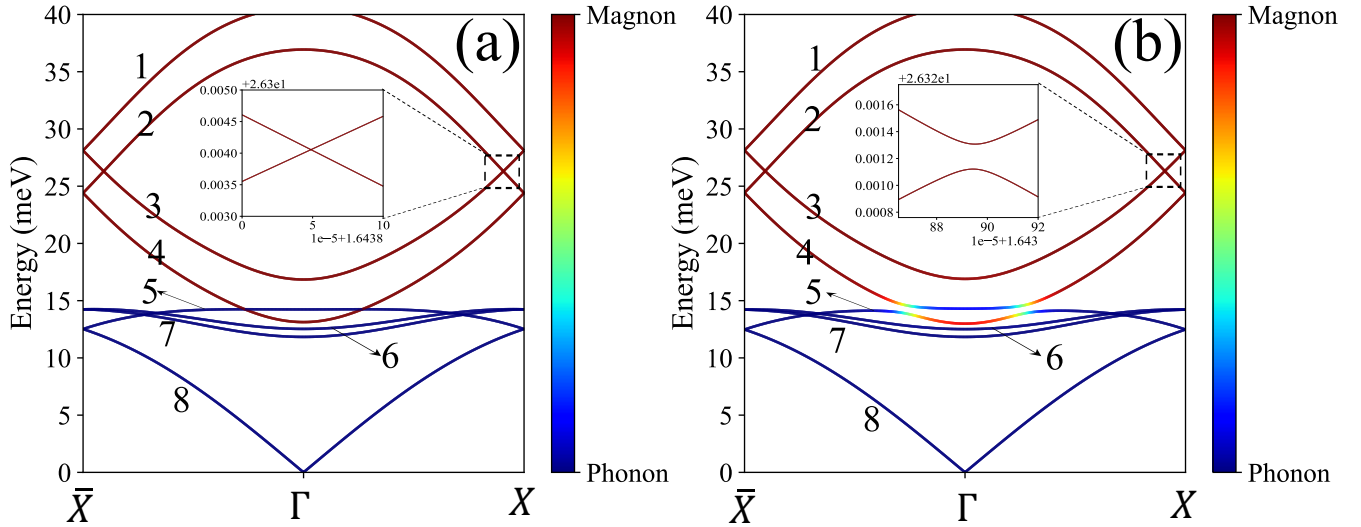 (a)
Energy (meV)
40
35
30
25
20
15
10
5
0
X̄
Γ
X
1
2
3
4
5
6
7
8
+2.63e1
0.0050
0.0045
0.0040
0.0035
0.0030
0
5
10
1e−5+1.6438
Magnon
Phonon
(b)
Energy (meV)
40
35
30
25
20
15
10
5
0
X̄
Γ
X
1
2
3
4
5
6
7
8
+2.632e1
0.0016
0.0014
0.0012
0.0010
0.0008
88
90
92
1e−5+1.643
Magnon
Phonon